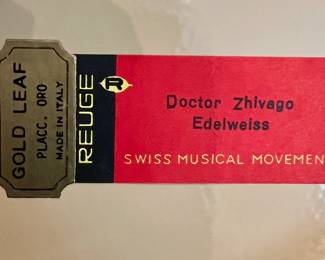 GOLD LEAF
PLACC. ORO
MADE IN ITALY
REUGE
R
Doctor Zhivago
Edelweiss
SWISS MUSICAL MOVEMEN